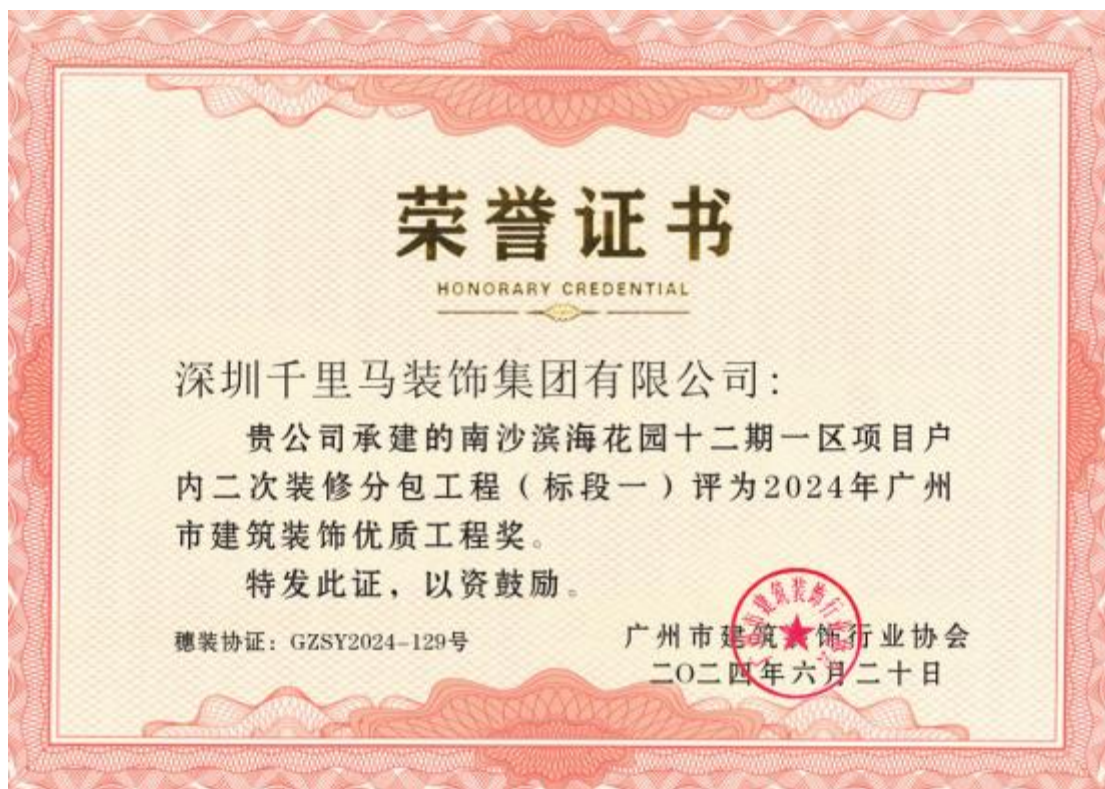 荣誉证书
HONORARY CREDENTIAL
深圳千里马装饰集团有限公司:
贵公司承建的南沙滨海花园十二期一区项目户
内二次装修分包工程（标段一）评为2024年广州
市建筑装饰优质工程奖。
特发此证，以资鼓励。
穗装协证: GZSY2024-129号
广州市建筑装饰行业协会
二〇二四年六月二十日